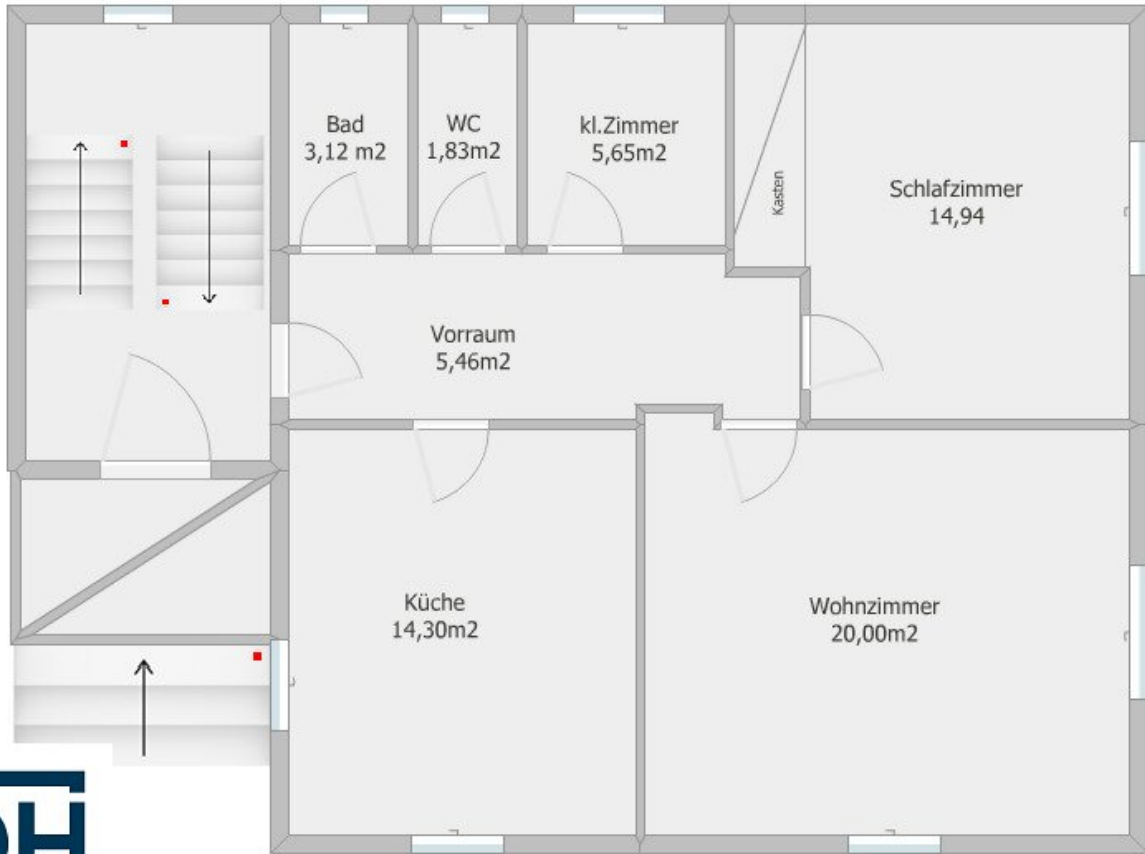 Bad
3,12 m2
WC
1,83m2
kl.Zimmer
5,65m2
Kasten
Schlafzimmer
14,94
Vorraum
5,46m2
Küche
14,30m2
Wohnzimmer
20,00m2